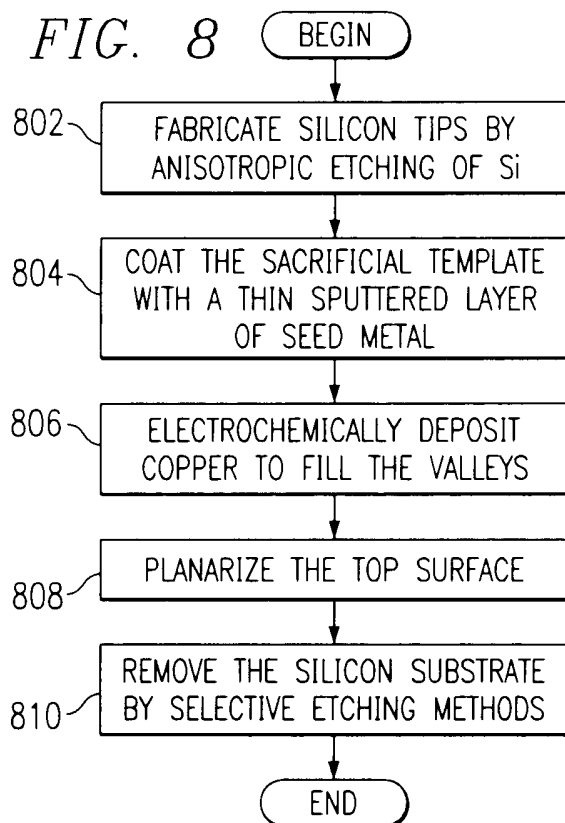 FIG. 8
BEGIN
802
FABRICATE SILICON TIPS BY
ANISOTROPIC ETCHING OF Si
804
COAT THE SACRIFICIAL TEMPLATE
WITH A THIN SPUTTERED LAYER
OF SEED METAL
806
ELECTROCHEMICALLY DEPOSIT
COPPER TO FILL THE VALLEYS
808
PLANARIZE THE TOP SURFACE
810
REMOVE THE SILICON SUBSTRATE
BY SELECTIVE ETCHING METHODS
END